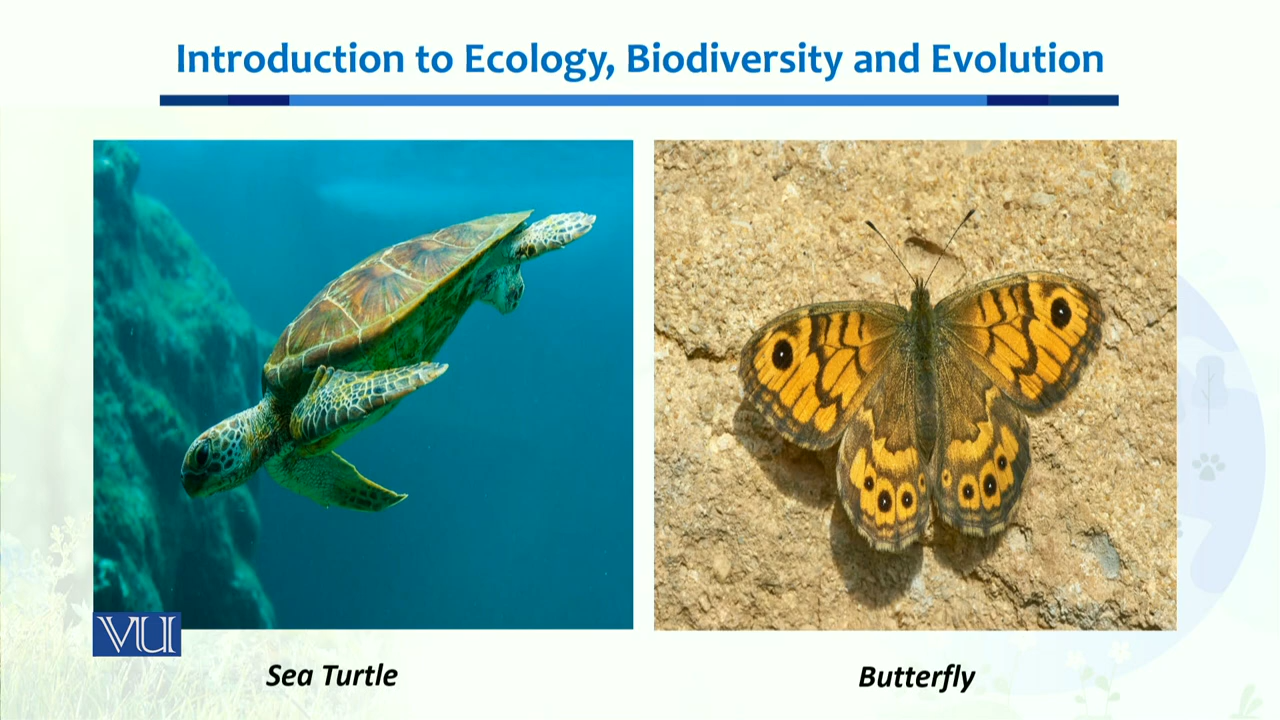 Introduction to Ecology, Biodiversity and Evolution
VU
Sea Turtle
Butterfly